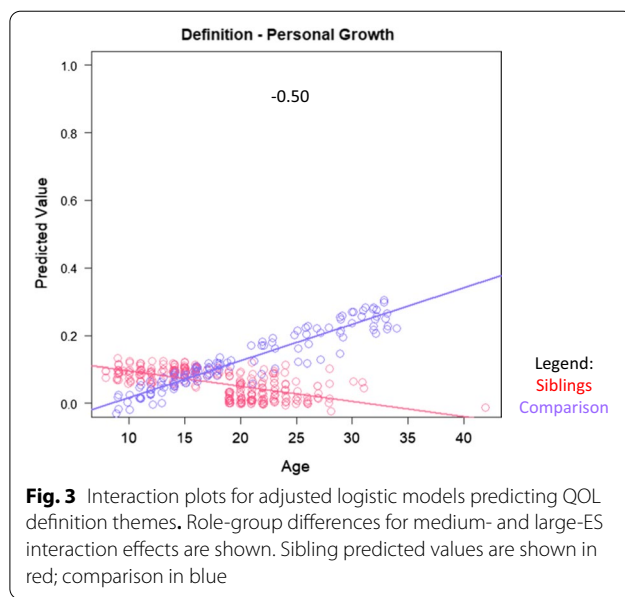 Definition - Personal Growth
-0.50
Predicted Value
1.0
0.8
0.6
0.4
0.2
0.0
10 15 20 25 30 35 40
Age
Legend:
Siblings
Comparison
Fig. 3 Interaction plots for adjusted logistic models predicting QOL
definition themes. Role-group differences for medium- and large-ES
interaction effects are shown. Sibling predicted values are shown in
red; comparison in blue